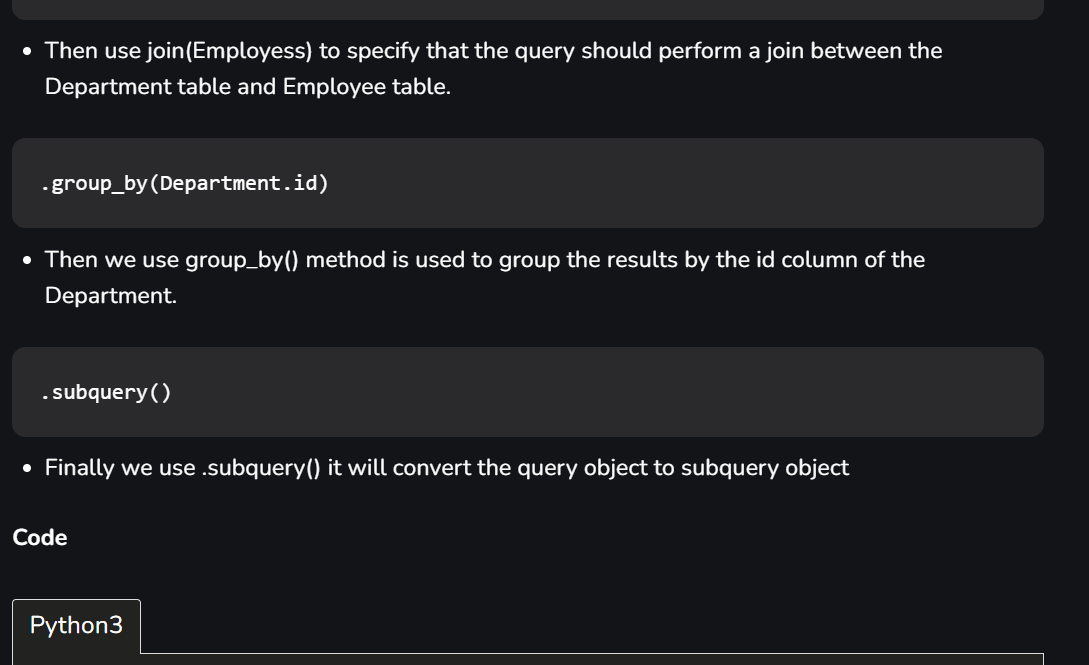 Then use join(Employess) to specify that the query should perform a join between the
Department table and Employee table.
.group_by(Department.id)
Then we use group_by() method is used to group the results by the id column of the
Department.
.subquery()
Finally we use .subquery() it will convert the query object to subquery object
Code
Python3